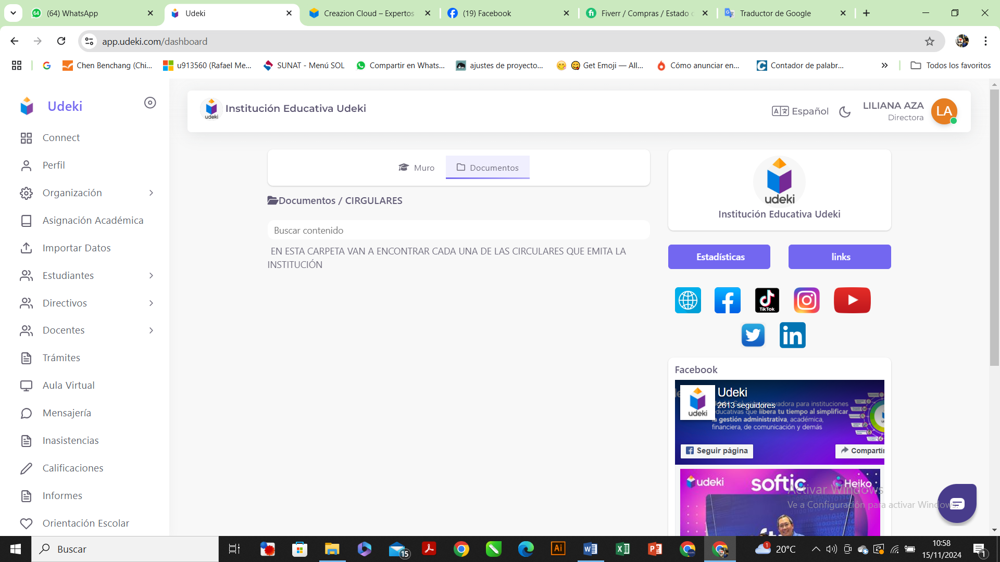 (64) WhatsApp
Udeki
Creazion Cloud – Expertos
(19) Facebook
Fiverr / Compras / Estado
Traductor de Google
app.udeki.com/dashboard
Chen Benchang (Chi...
u913560 (Rafael Me...
SUNAT - Menú SOL
Compartir en Whats...
ajustes de proyecto...
Get Emoji — All...
Cómo anunciar en...
Contador de palabr...
Todos los favoritos
Udeki
Connect
Perfil
Organización
Asignación Académica
Importar Datos
Estudiantes
Directivos
Docentes
Trámites
Aula Virtual
Mensajería
Inasistencias
Calificaciones
Informes
Orientación Escolar
udeki
Institución Educativa Udeki
Español
LILIANA AZA
Directora
LA
Muro
Documentos
Documentos / CIRGULARES
Buscar contenido
EN ESTA CARPETA VAN A ENCONTRAR CADA UNA DE LAS CIRCULARES QUE EMITA LA
INSTITUCIÓN
udeki
Institución Educativa Udeki
Estadísticas
links
TikTok
Facebook
udeki
Udeki
2613 seguidores
innovadora para instituciones
educativas que libera tu tiempo al simplificar
la gestión administrativa, académica,
financiera, de comunicación y demás
Seguir página
Compartir
udeki
softic
Heiko
Activar Windows
Ve a Configuración para activar Windows.
Buscar
15
20°C
10:58
15/11/2024
1